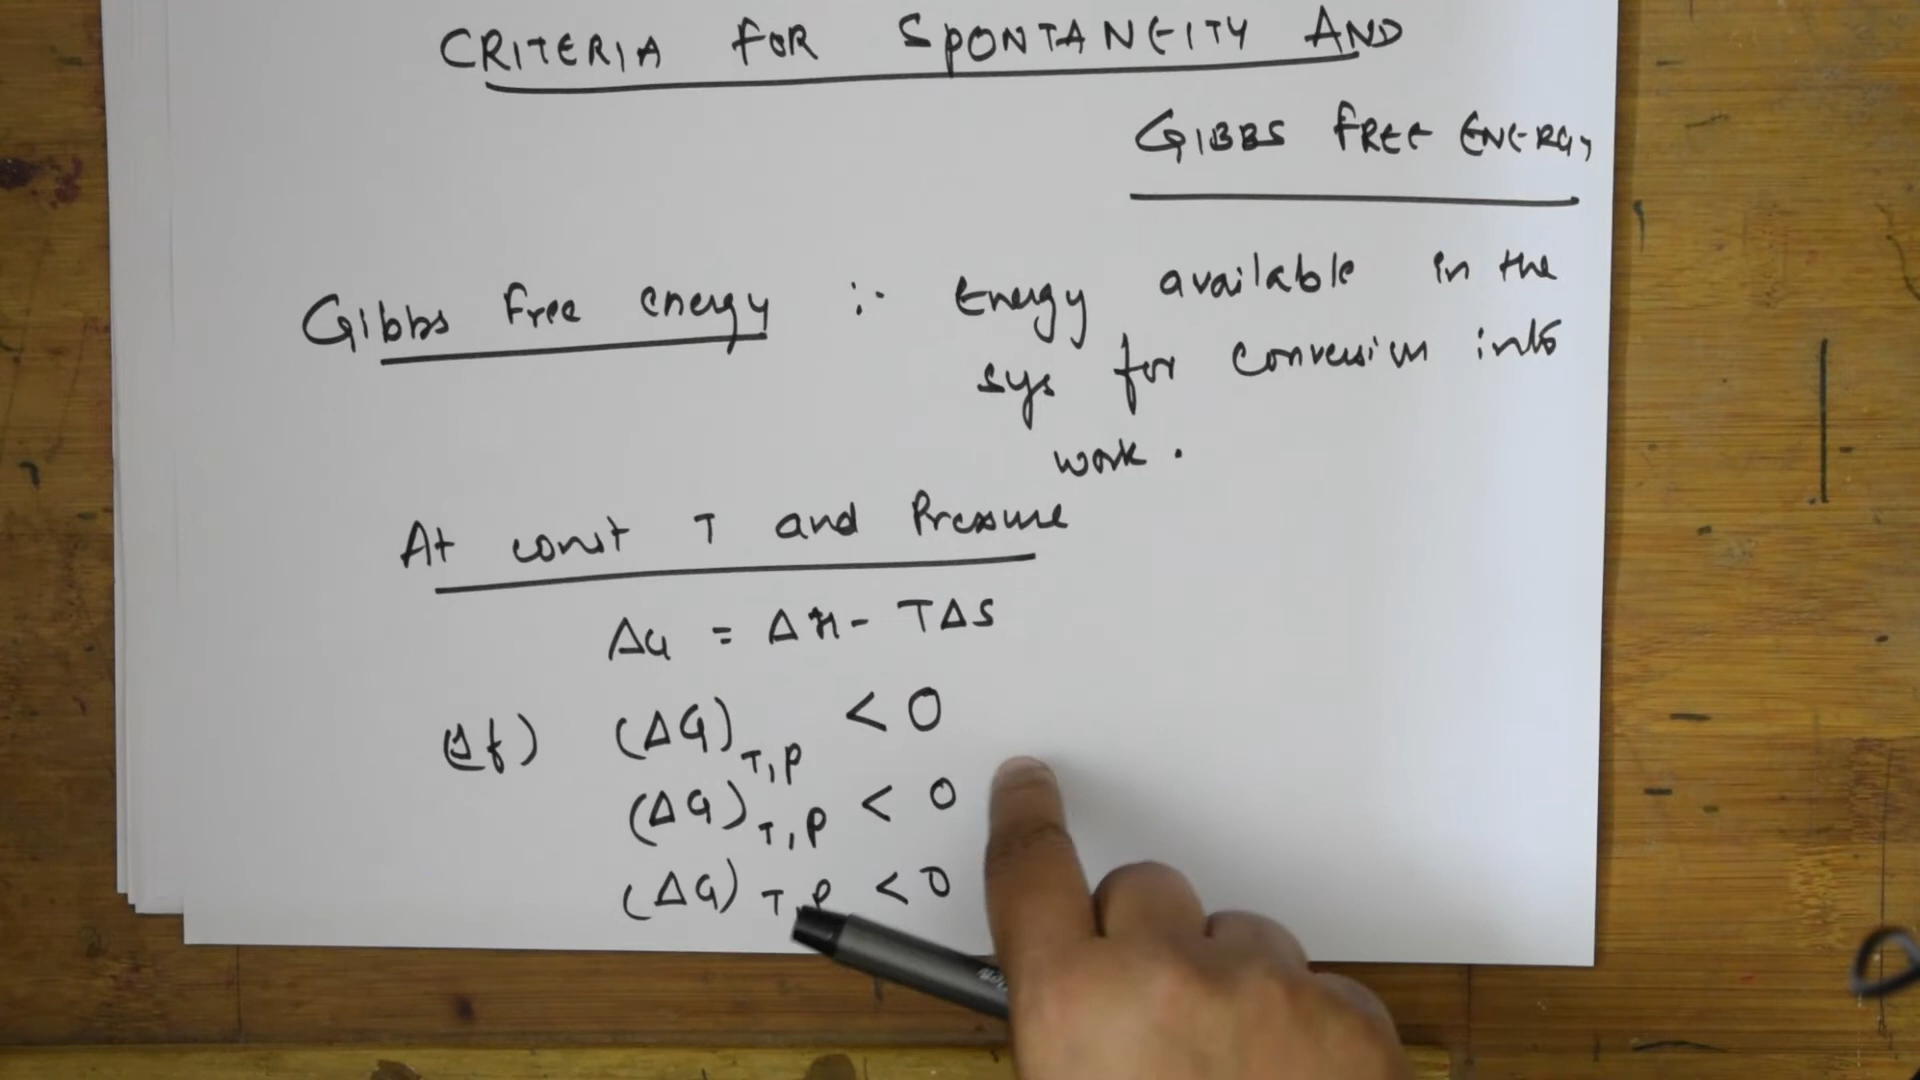 CRITERIA FOR SPONTANEITY AND
GIBBS FREE ENERGY
Gibbs Free energy :- Energy available in the
sys for conversion into
work.
At const T and Pressure
ΔG = ΔH - TΔS
If) (ΔG)T,P < 0
(ΔG)T,P < 0
(ΔG)T,P < 0